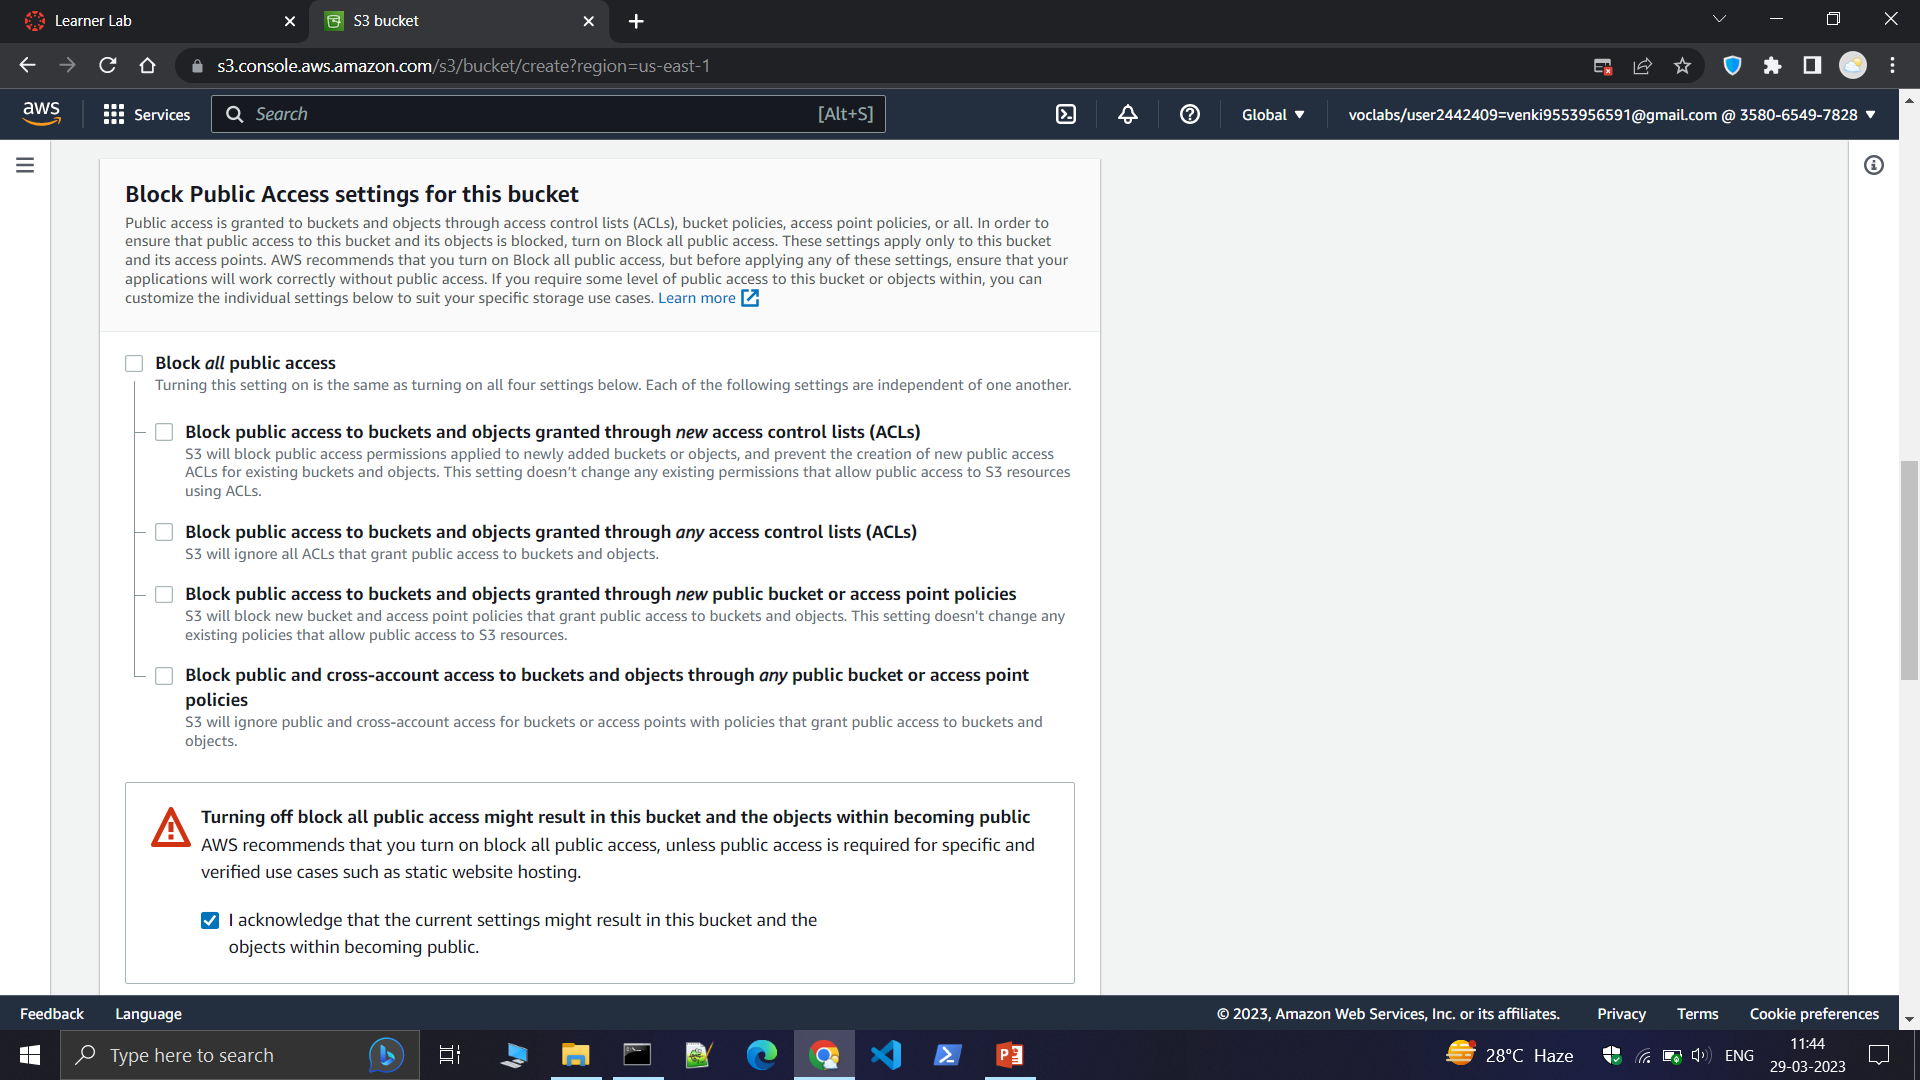 Learner Lab
S3 bucket
s3.console.aws.amazon.com/s3/bucket/create?region=us-east-1
aws
Services
Search
[Alt+S]
Global
voclabs/user2442409=venki9553956591@gmail.com @ 3580-6549-7828
Block Public Access settings for this bucket
Public access is granted to buckets and objects through access control lists (ACLs), bucket policies, access point policies, or all. In order to
ensure that public access to this bucket and its objects is blocked, turn on Block all public access. These settings apply only to this bucket
and its access points. AWS recommends that you turn on Block all public access, but before applying any of these settings, ensure that your
applications will work correctly without public access. If you require some level of public access to this bucket or objects within, you can
customize the individual settings below to suit your specific storage use cases. Learn more
Block all public access
Turning this setting on is the same as turning on all four settings below. Each of the following settings are independent of one another.
Block public access to buckets and objects granted through new access control lists (ACLs)
S3 will block public access permissions applied to newly added buckets or objects, and prevent the creation of new public access
ACLs for existing buckets and objects. This setting doesn't change any existing permissions that allow public access to S3 resources
using ACLs.
Block public access to buckets and objects granted through any access control lists (ACLs)
S3 will ignore all ACLs that grant public access to buckets and objects.
Block public access to buckets and objects granted through new public bucket or access point policies
S3 will block new bucket and access point policies that grant public access to buckets and objects. This setting doesn't change any
existing policies that allow public access to S3 resources.
Block public and cross-account access to buckets and objects through any public bucket or access point
policies
S3 will ignore public and cross-account access for buckets or access points with policies that grant public access to buckets and
objects.
Turning off block all public access might result in this bucket and the objects within becoming public
AWS recommends that you turn on block all public access, unless public access is required for specific and
verified use cases such as static website hosting.
I acknowledge that the current settings might result in this bucket and the
objects within becoming public.
Feedback
Language
© 2023, Amazon Web Services, Inc. or its affiliates.
Privacy
Terms
Cookie preferences
Type here to search
28°C Haze
ENG
11:44
29-03-2023